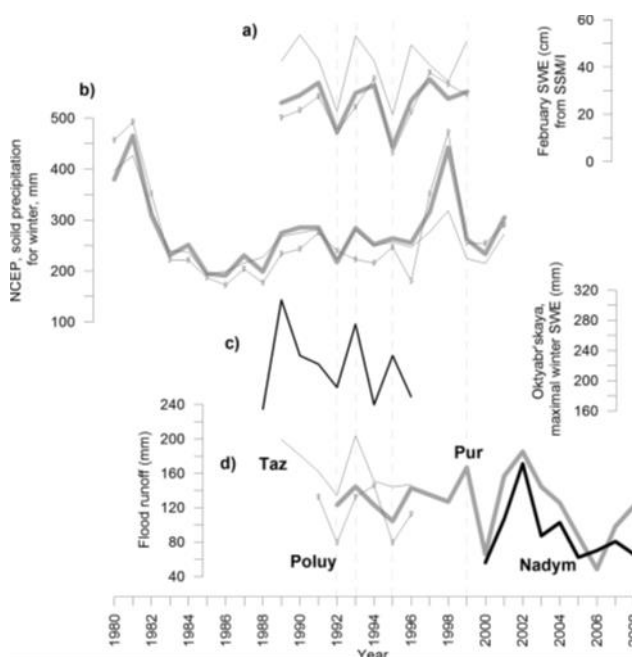 a)
60
40
20
0
February SWE (cm)
from SSM/I
b)
500
400
300
200
100
NCEP, solid precipitation
for winter, mm
c)
320
280
240
200
160
Oktyabr'skaya,
maximal winter SWE (mm)
d)
240
200
160
120
80
40
Flood runoff (mm)
Taz
Pur
Poluy
Nadym
1980
1982
1984
1986
1988
1990
1992
1994
1996
1998
2000
2002
2004
2006
2008
Year